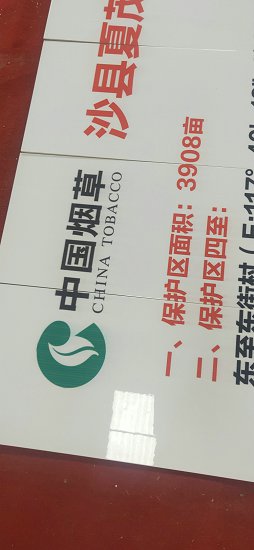 中国烟草
CHINA TOBACCO
沙县夏茂
一、保护区面积：3908亩
二、保护区四至：
东至东街村（E:117°